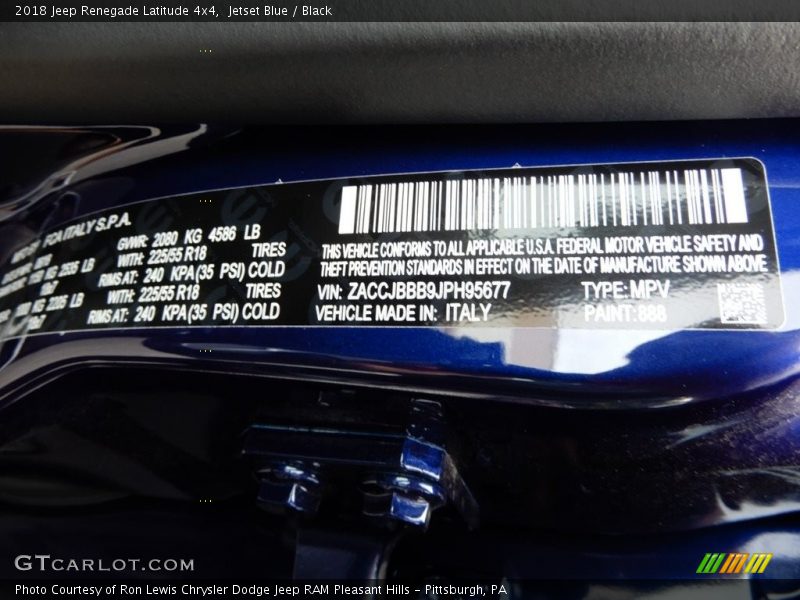 2018 Jeep Renegade Latitude 4x4,  Jetset Blue / Black
FCA ITALY S.P.A.
GVWR: 2080 KG 4586 LB
LB WITH: 225/55 R18 TIRES
RIMS AT: 240 KPA(35 PSI) COLD
KG LB WITH: 225/55 R18 TIRES
RIMS AT: 240 KPA(35 PSI) COLD
THIS VEHICLE CONFORMS TO ALL APPLICABLE U.S.A. FEDERAL MOTOR VEHICLE SAFETY AND
THEFT PREVENTION STANDARDS IN EFFECT ON THE DATE OF MANUFACTURE SHOWN ABOVE
VIN: ZACCJBBB9JPH95677 TYPE: MPV
VEHICLE MADE IN: ITALY PAINT: 888
GTCARLOT.COM
Photo Courtesy of Ron Lewis Chrysler Dodge Jeep RAM Pleasant Hills - Pittsburgh, PA